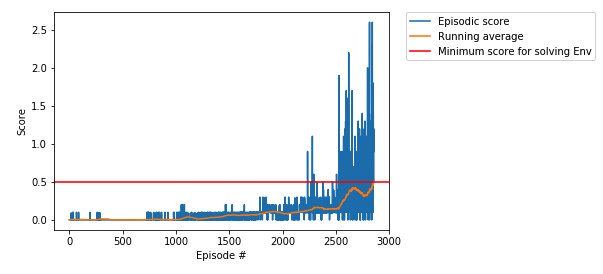 Episodic score
Running average
Minimum score for solving Env
Score
2.5
2.0
1.5
1.0
0.5
0.0
0 500 1000 1500 2000 2500 3000
Episode #